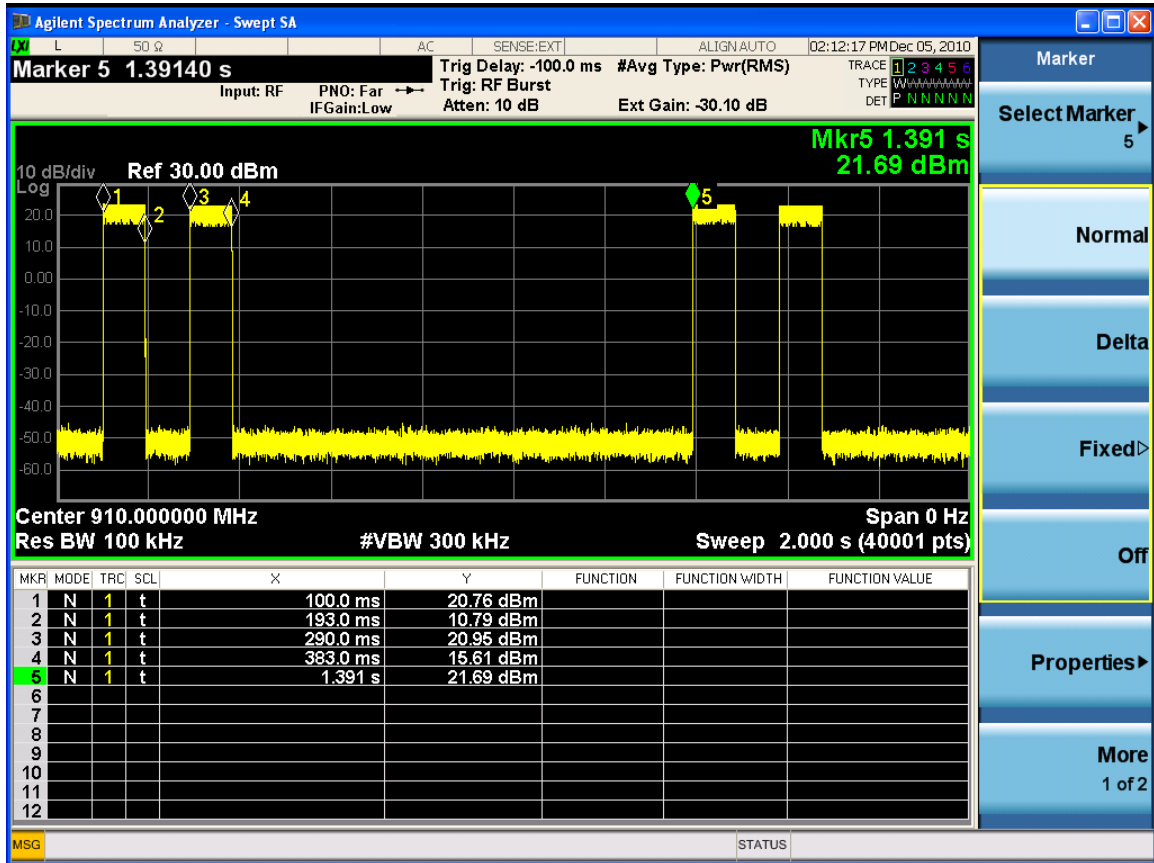 Agilent Spectrum Analyzer - Swept SA
LXI L 50 Ω AC SENSE:EXT ALIGN AUTO 02:12:17 PM Dec 05, 2010
Marker 5 1.39140 s
Input: RF PNO: Far IFGain:Low
Trig Delay: -100.0 ms #Avg Type: Pwr(RMS)
Trig: RF Burst
Atten: 10 dB Ext Gain: -30.10 dB
TRACE 1 2 3 4 5 6
TYPE
DET P N N N N N
Mkr5 1.391 s
21.69 dBm
10 dB/div Ref 30.00 dBm
Log
1 2 3 4 5
20.0
10.0
0.00
-10.0
-20.0
-30.0
-40.0
-50.0
-60.0
Center 910.000000 MHz Span 0 Hz
Res BW 100 kHz #VBW 300 kHz Sweep 2.000 s (40001 pts)
MKR MODE TRC SCL X Y FUNCTION FUNCTION WIDTH FUNCTION VALUE
1 N 1 t 100.0 ms 20.76 dBm
2 N 1 t 193.0 ms 10.79 dBm
3 N 1 t 290.0 ms 20.95 dBm
4 N 1 t 383.0 ms 15.61 dBm
5 N 1 t 1.391 s 21.69 dBm
6
7
8
9
10
11
12
MSG STATUS
Marker
Select Marker
5
Normal
Delta
Fixed
Off
Properties
More
1 of 2